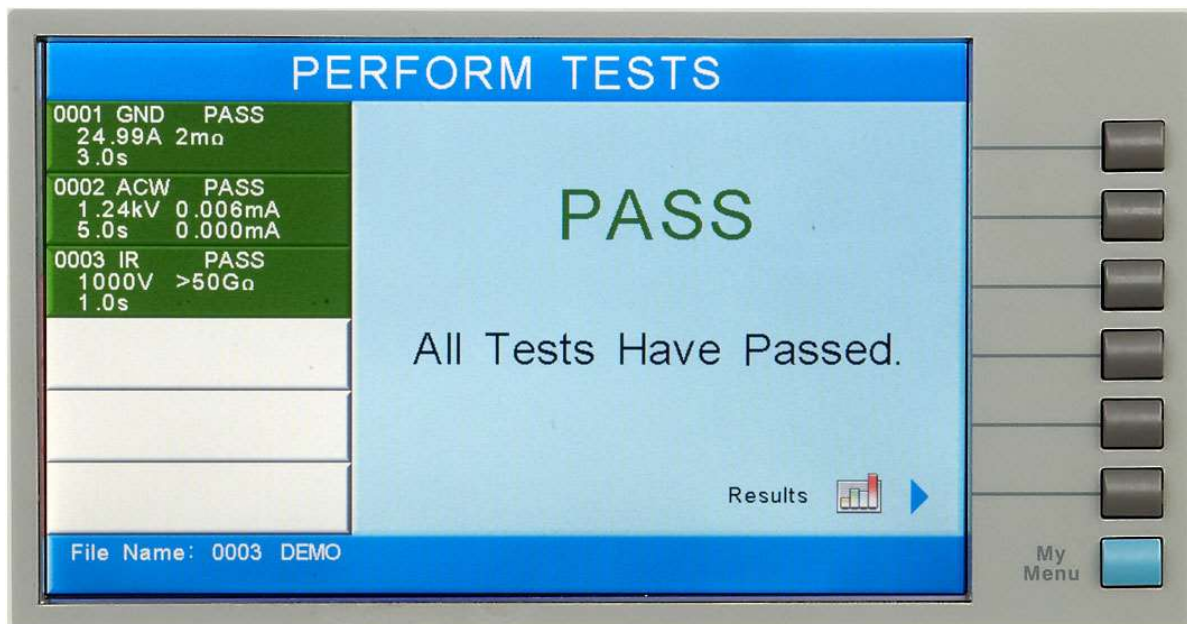 PERFORM TESTS
0001 GND PASS
24.99A 2mΩ
3.0s
0002 ACW PASS
1.24kV 0.006mA
5.0s 0.000mA
0003 IR PASS
1000V >50GΩ
1.0s
PASS
All Tests Have Passed.
Results
File Name: 0003 DEMO
My
Menu